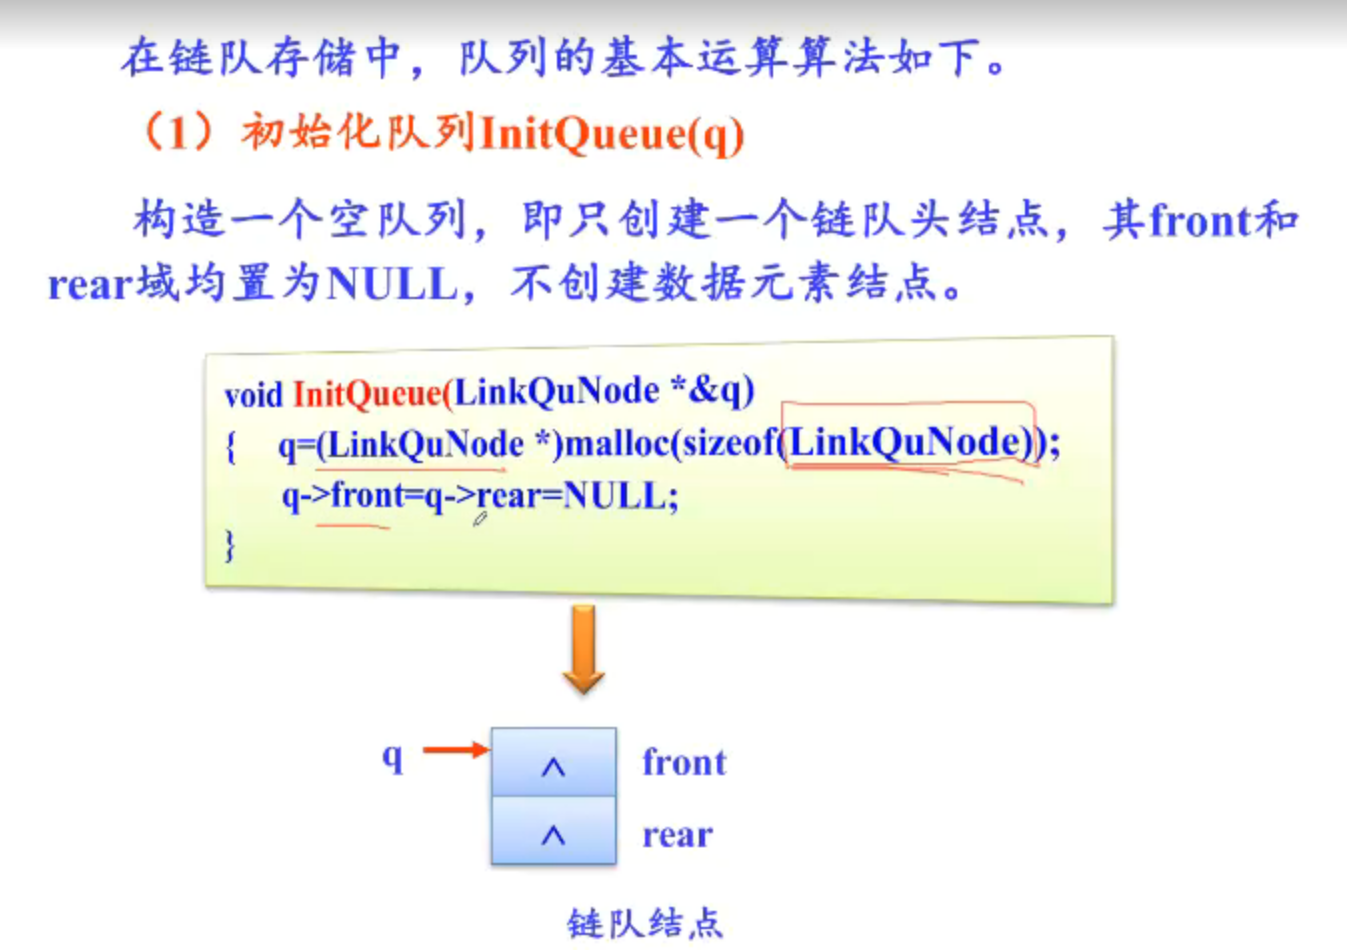 在链队存储中，队列的基本运算算法如下。
（1）初始化队列InitQueue(q)
构造一个空队列，即只创建一个链队头结点，其front和
rear域均置为NULL，不创建数据元素结点。
void InitQueue(LinkQuNode *&q)
{ q=(LinkQuNode *)malloc(sizeof(LinkQuNode));
q->front=q->rear=NULL;
}
q
∧ front
∧ rear
链队结点